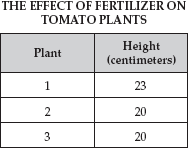 THE EFFECT OF FERTILIZER ON
TOMATO PLANTS
Plant Height
(centimeters)
1 23
2 20
3 20